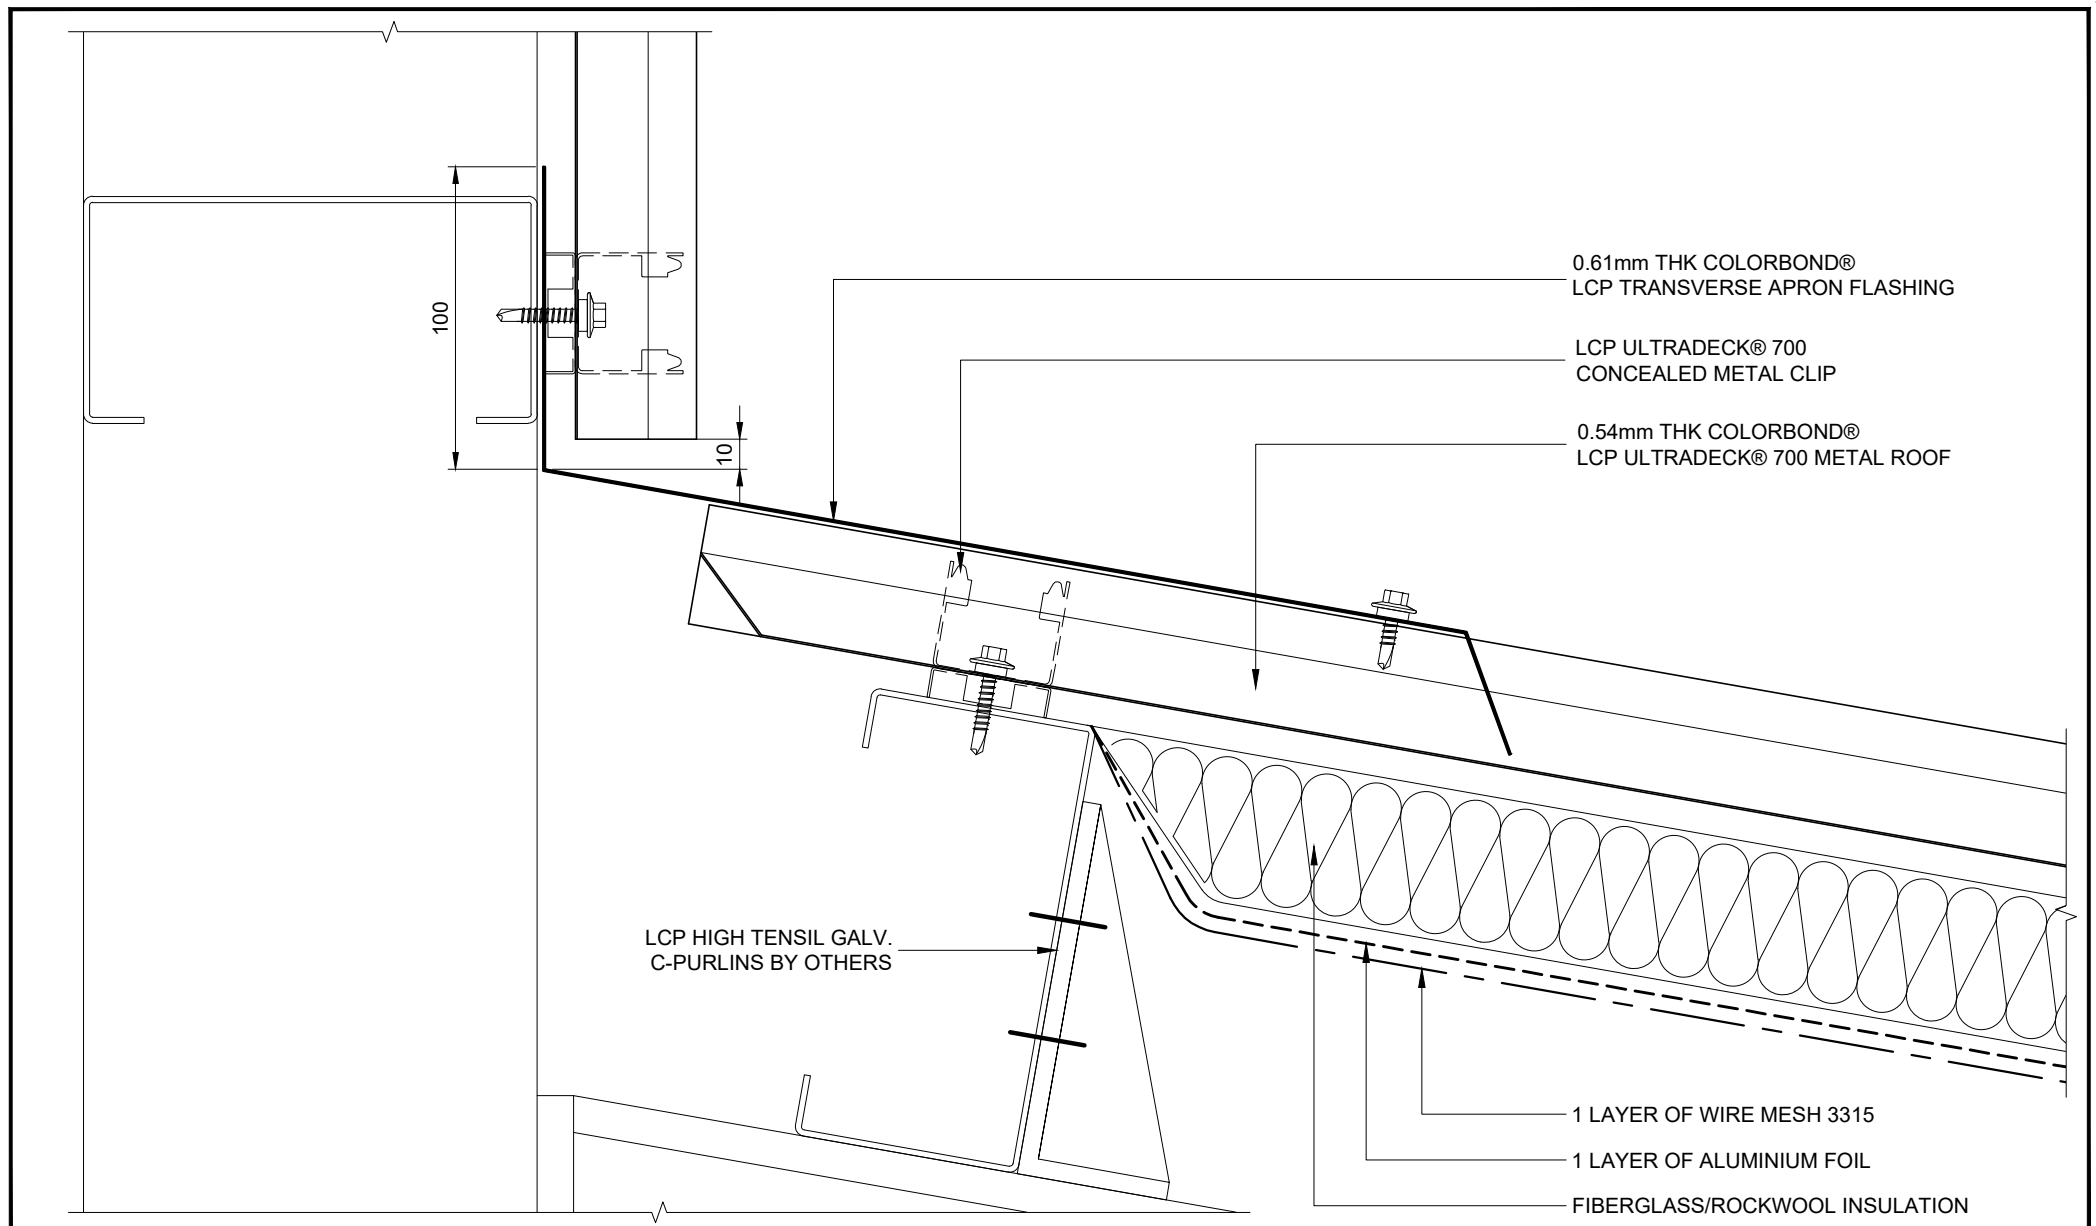 0.61mm THK COLORBOND®
LCP TRANSVERSE APRON FLASHING
100
LCP ULTRADECK® 700
CONCEALED METAL CLIP
0.54mm THK COLORBOND®
LCP ULTRADECK® 700 METAL ROOF
10
LCP HIGH TENSIL GALV.
C-PURLINS BY OTHERS
1 LAYER OF WIRE MESH 3315
1 LAYER OF ALUMINIUM FOIL
FIBERGLASS/ROCKWOOL INSULATION